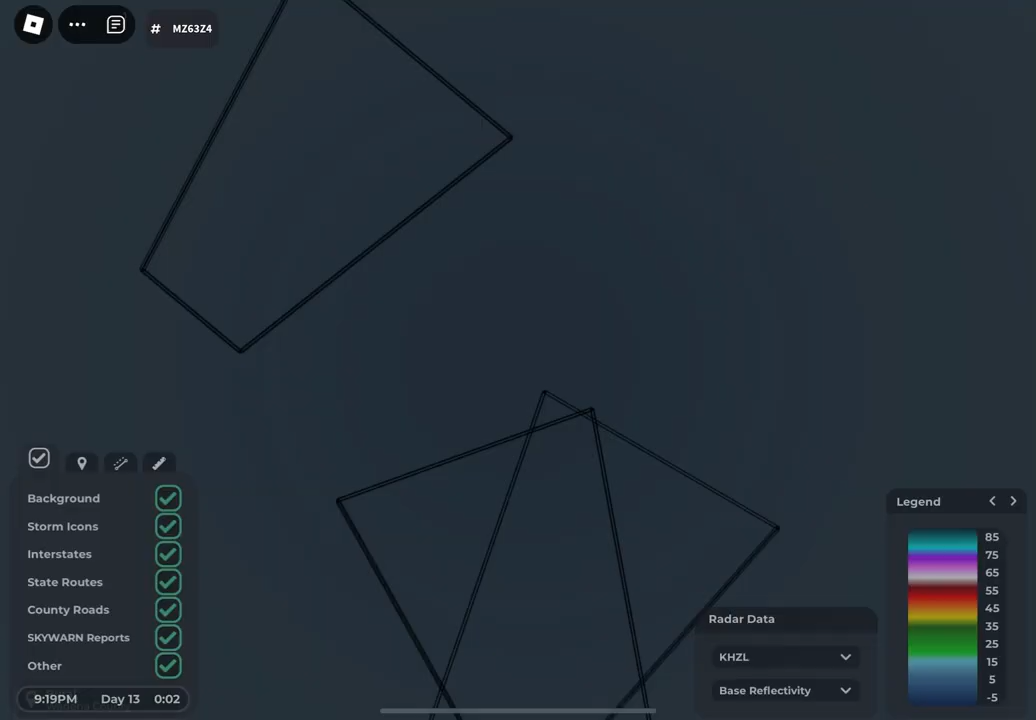 # MZ63Z4
Background
Storm Icons
Interstates
State Routes
County Roads
SKYWARN Reports
Other
9:19PM Day 13 0:02
Radar Data
KHZL
Base Reflectivity
Legend
85
75
65
55
45
35
25
15
5
-5